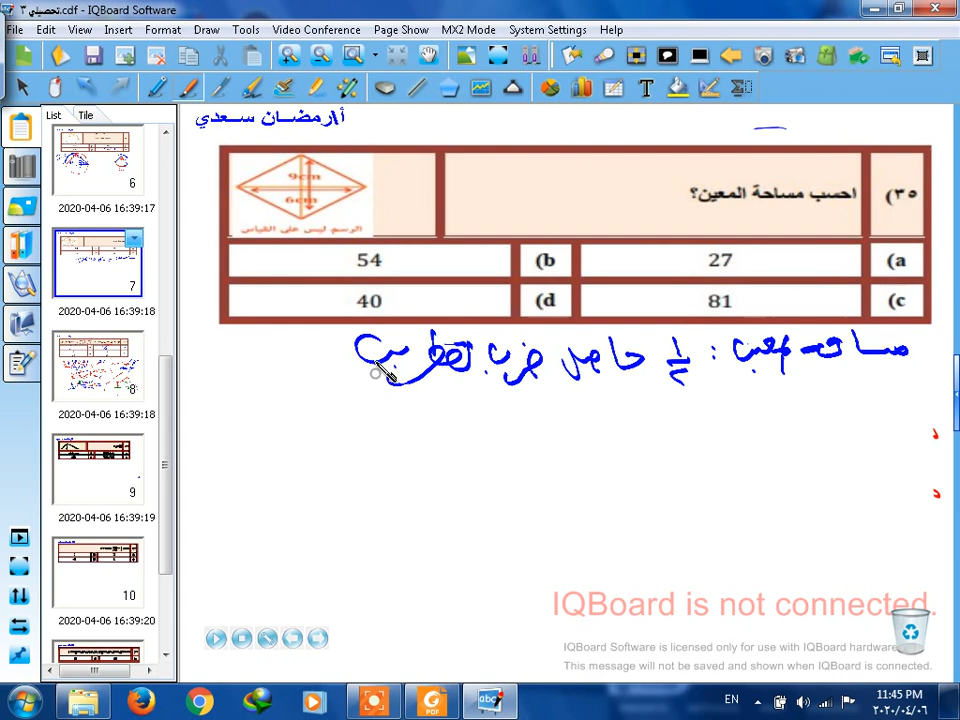 تحصيلي ٣.cdf - IQBoard Software
File Edit View Insert Format Draw Tools Video Conference Page Show MX2 Mode System Settings Help
List Tile
أ\رمضـــان ســعدي
6
2020-04-06 16:39:17
7
2020-04-06 16:39:18
8
2020-04-06 16:39:18
9
2020-04-06 16:39:19
10
2020-04-06 16:39:20
٣٥) احسب مساحة المعين؟
9cm
6cm
الرسم ليس على القياس
a) 27 b) 54
c) 81 d) 40
مساحة المعين : ½ حاصل ضرب القطرين
IQBoard is not connected.
IQBoard Software is licensed only for use with IQBoard hardware
This message will not be saved and shown when IQBoard is connected.
EN
11:45 PM
٢٠٢٠/٠٤/٠٦